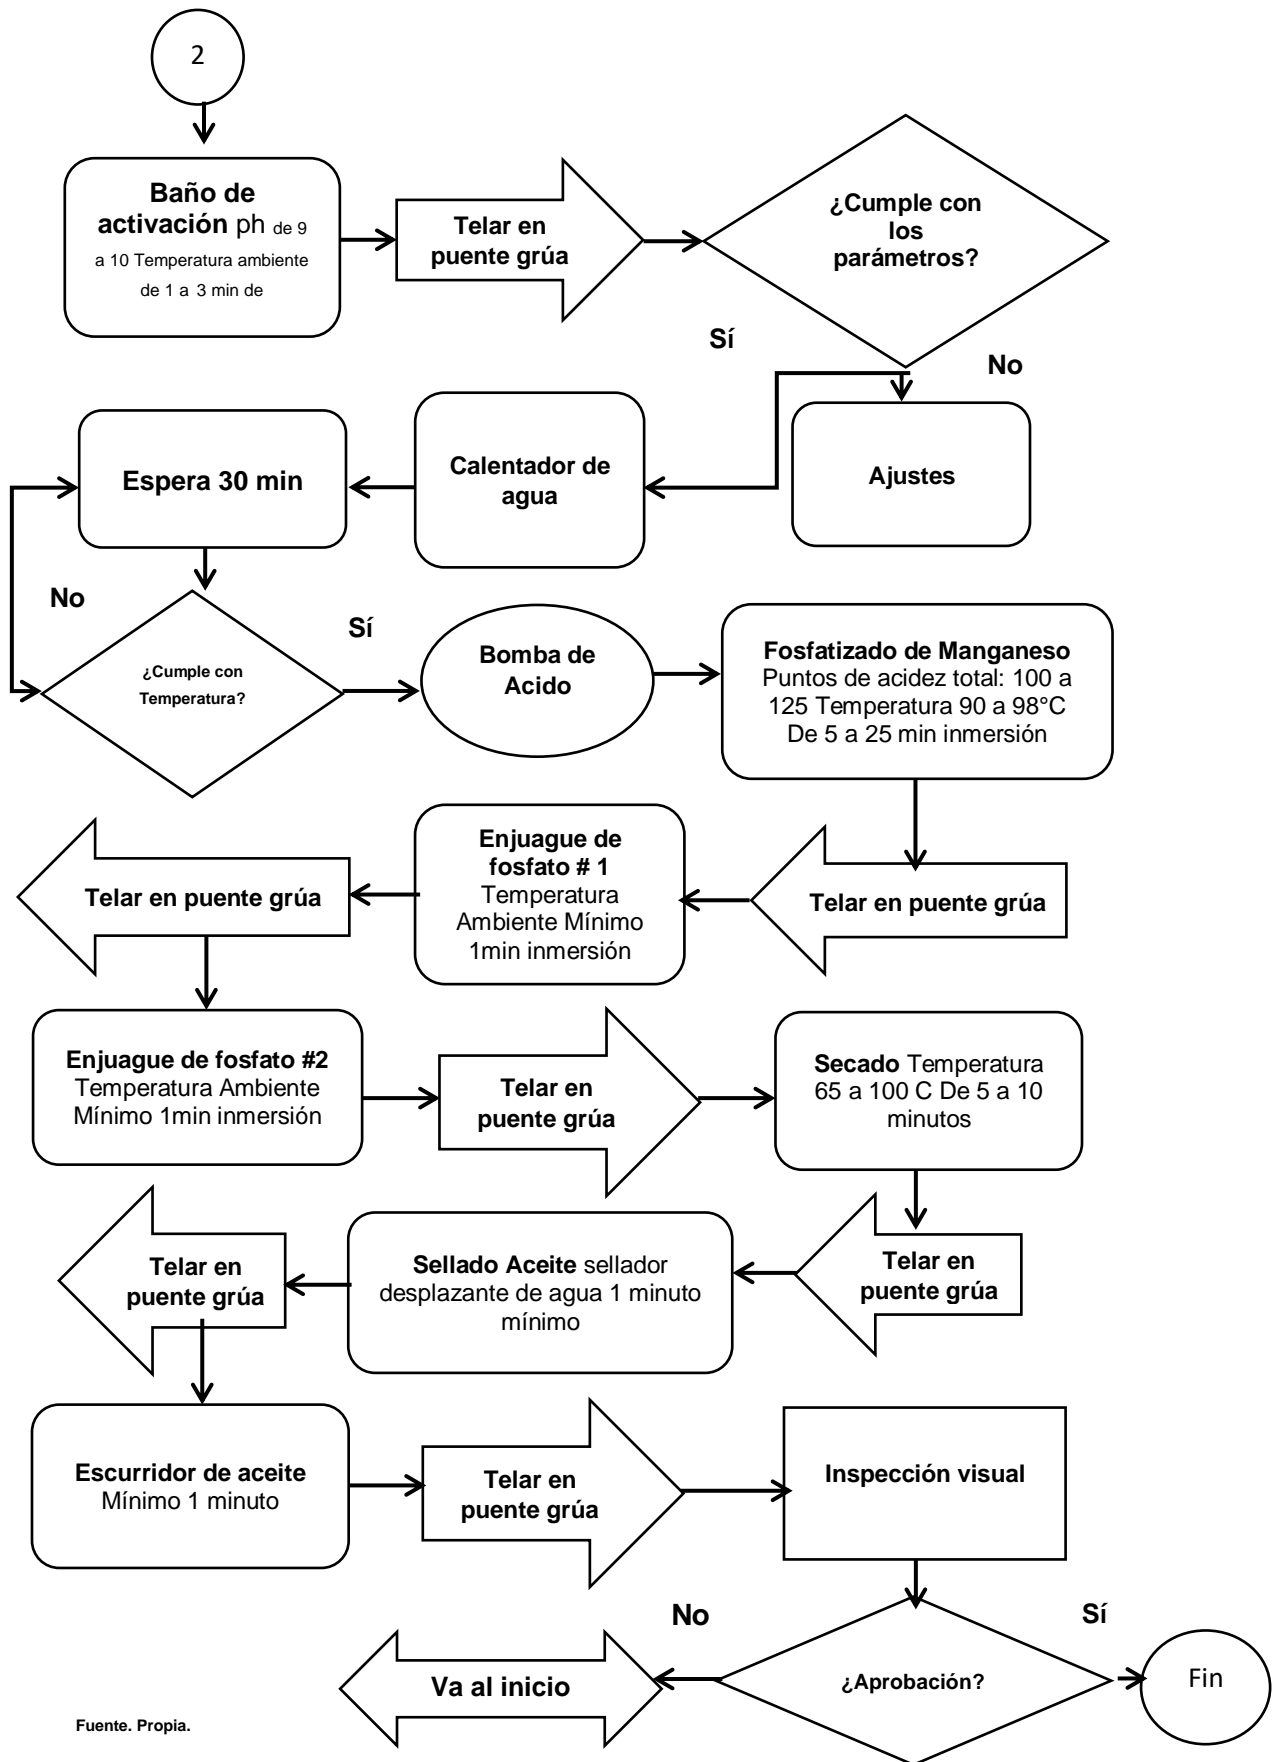 2
Baño de
activación ph de 9
a 10 Temperatura ambiente
de 1 a 3 min de
Telar en
puente grúa
¿Cumple con
los
parámetros?
Sí
No
Espera 30 min
Calentador de
agua
Ajustes
No
¿Cumple con
Temperatura?
Sí
Bomba de
Acido
Fosfatizado de Manganeso
Puntos de acidez total: 100 a
125 Temperatura 90 a 98°C
De 5 a 25 min inmersión
Telar en puente grúa
Enjuague de
fosfato # 1
Temperatura
Ambiente Mínimo
1min inmersión
Telar en puente grúa
Enjuague de fosfato #2
Temperatura Ambiente
Mínimo 1min inmersión
Telar en
puente grúa
Secado Temperatura
65 a 100 C De 5 a 10
minutos
Telar en
puente grúa
Sellado Aceite sellador
desplazante de agua 1 minuto
mínimo
Telar en
puente grúa
Escurridor de aceite
Mínimo 1 minuto
Telar en
puente grúa
Inspección visual
No
Sí
Va al inicio
¿Aprobación?
Fin
Fuente. Propia.